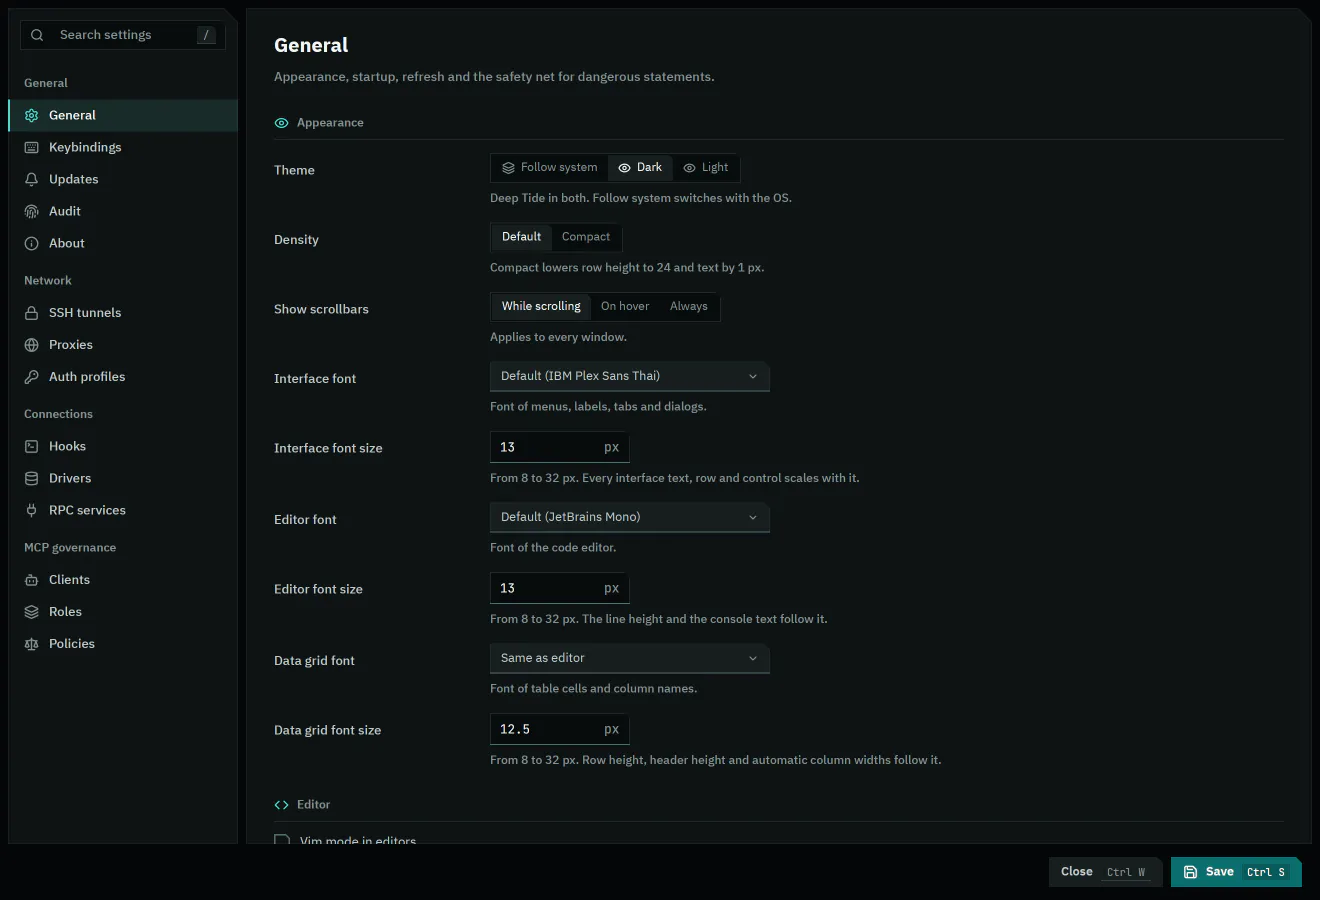 Search settings /
General
General
Keybindings
Updates
Audit
About
Network
SSH tunnels
Proxies
Auth profiles
Connections
Hooks
Drivers
RPC services
MCP governance
Clients
Roles
Policies
General
Appearance, startup, refresh and the safety net for dangerous statements.
Appearance
Theme Follow system Dark Light
Deep Tide in both. Follow system switches with the OS.
Density Default Compact
Compact lowers row height to 24 and text by 1 px.
Show scrollbars While scrolling On hover Always
Applies to every window.
Interface font Default (IBM Plex Sans Thai)
Font of menus, labels, tabs and dialogs.
Interface font size 13 px
From 8 to 32 px. Every interface text, row and control scales with it.
Editor font Default (JetBrains Mono)
Font of the code editor.
Editor font size 13 px
From 8 to 32 px. The line height and the console text follow it.
Data grid font Same as editor
Font of table cells and column names.
Data grid font size 12.5 px
From 8 to 32 px. Row height, header height and automatic column widths follow it.
Editor
Vim mode in editors
Close Ctrl W Save Ctrl S